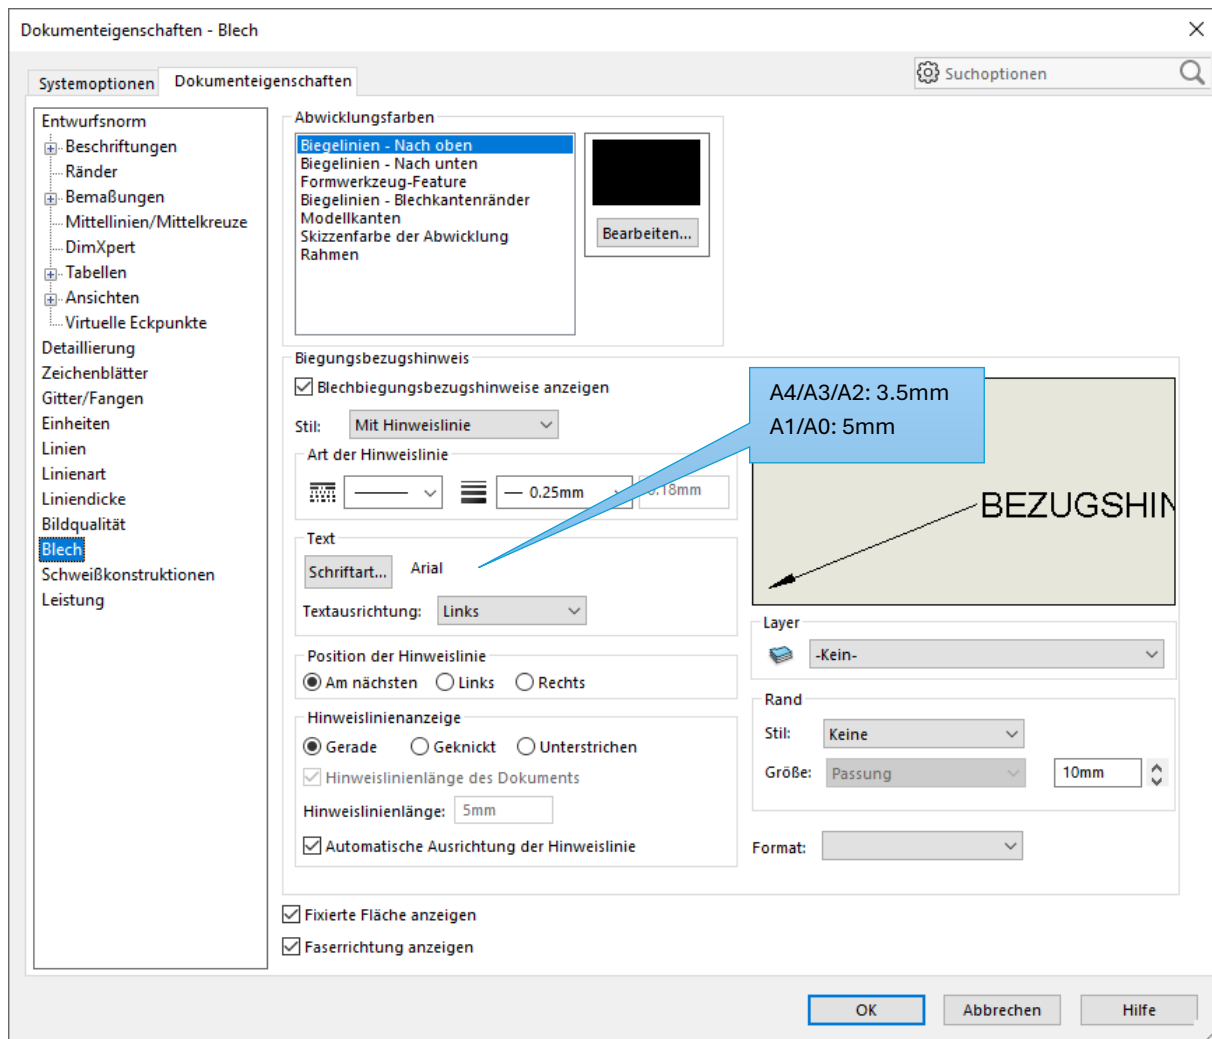 Dokumenteigenschaften - Blech
Systemoptionen
Dokumenteigenschaften
Suchoptionen
Entwurfsnorm
Beschriftungen
Ränder
Bemaßungen
Mittellinien/Mittelkreuze
DimXpert
Tabellen
Ansichten
Virtuelle Eckpunkte
Detaillierung
Zeichenblätter
Gitter/Fangen
Einheiten
Linien
Linienart
Liniendicke
Bildqualität
Blech
Schweißkonstruktionen
Leistung
Abwicklungsfarben
Biegelinien - Nach oben
Biegelinien - Nach unten
Formwerkzeug-Feature
Biegelinien - Blechkantenränder
Modellkanten
Skizzenfarbe der Abwicklung
Rahmen
Bearbeiten...
Biegungsbezugshinweis
Blechbiegungsbezugshinweise anzeigen
Stil: Mit Hinweislinie
Art der Hinweislinie
0.25mm
0.18mm
A4/A3/A2: 3.5mm
A1/A0: 5mm
BEZUGSHIN
Text
Schriftart... Arial
Textausrichtung: Links
Position der Hinweislinie
Am nächsten Links Rechts
Hinweislinienanzeige
Gerade Geknickt Unterstrichen
Hinweislinienlänge des Dokuments
Hinweislinienlänge: 5mm
Automatische Ausrichtung der Hinweislinie
Layer
-Kein-
Rand
Stil: Keine
Größe: Passung 10mm
Format:
Fixierte Fläche anzeigen
Faserrichtung anzeigen
OK Abbrechen Hilfe